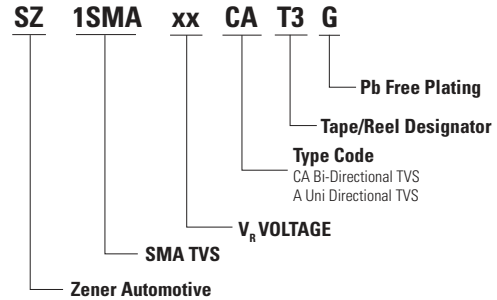 SZ 1SMA xx CA T3 G
Pb Free Plating
Tape/Reel Designator
Type Code
CA Bi-Directional TVS
A Uni Directional TVS
VR VOLTAGE
SMA TVS
Zener Automotive